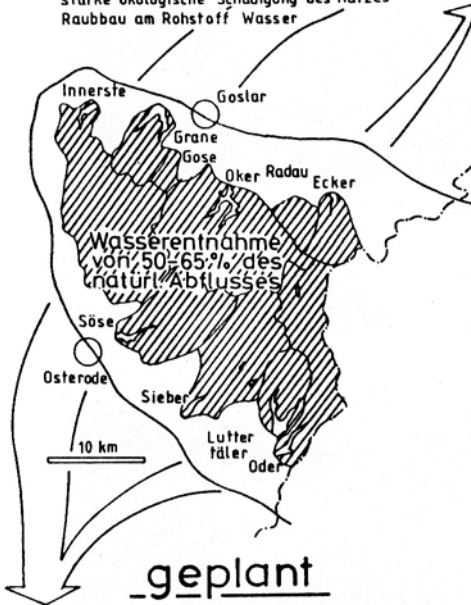 starke ökologische Schädigung des Harzes
Raubbau am Rohstoff Wasser
Innerste
Goslar
Grane
Gose
Oker
Radau
Ecker
Wasserentnahme
von 50-65% des
natürl. Abflusses
Söse
Osterode
Sieber
10 km
Lutter
täler
Oder
geplant